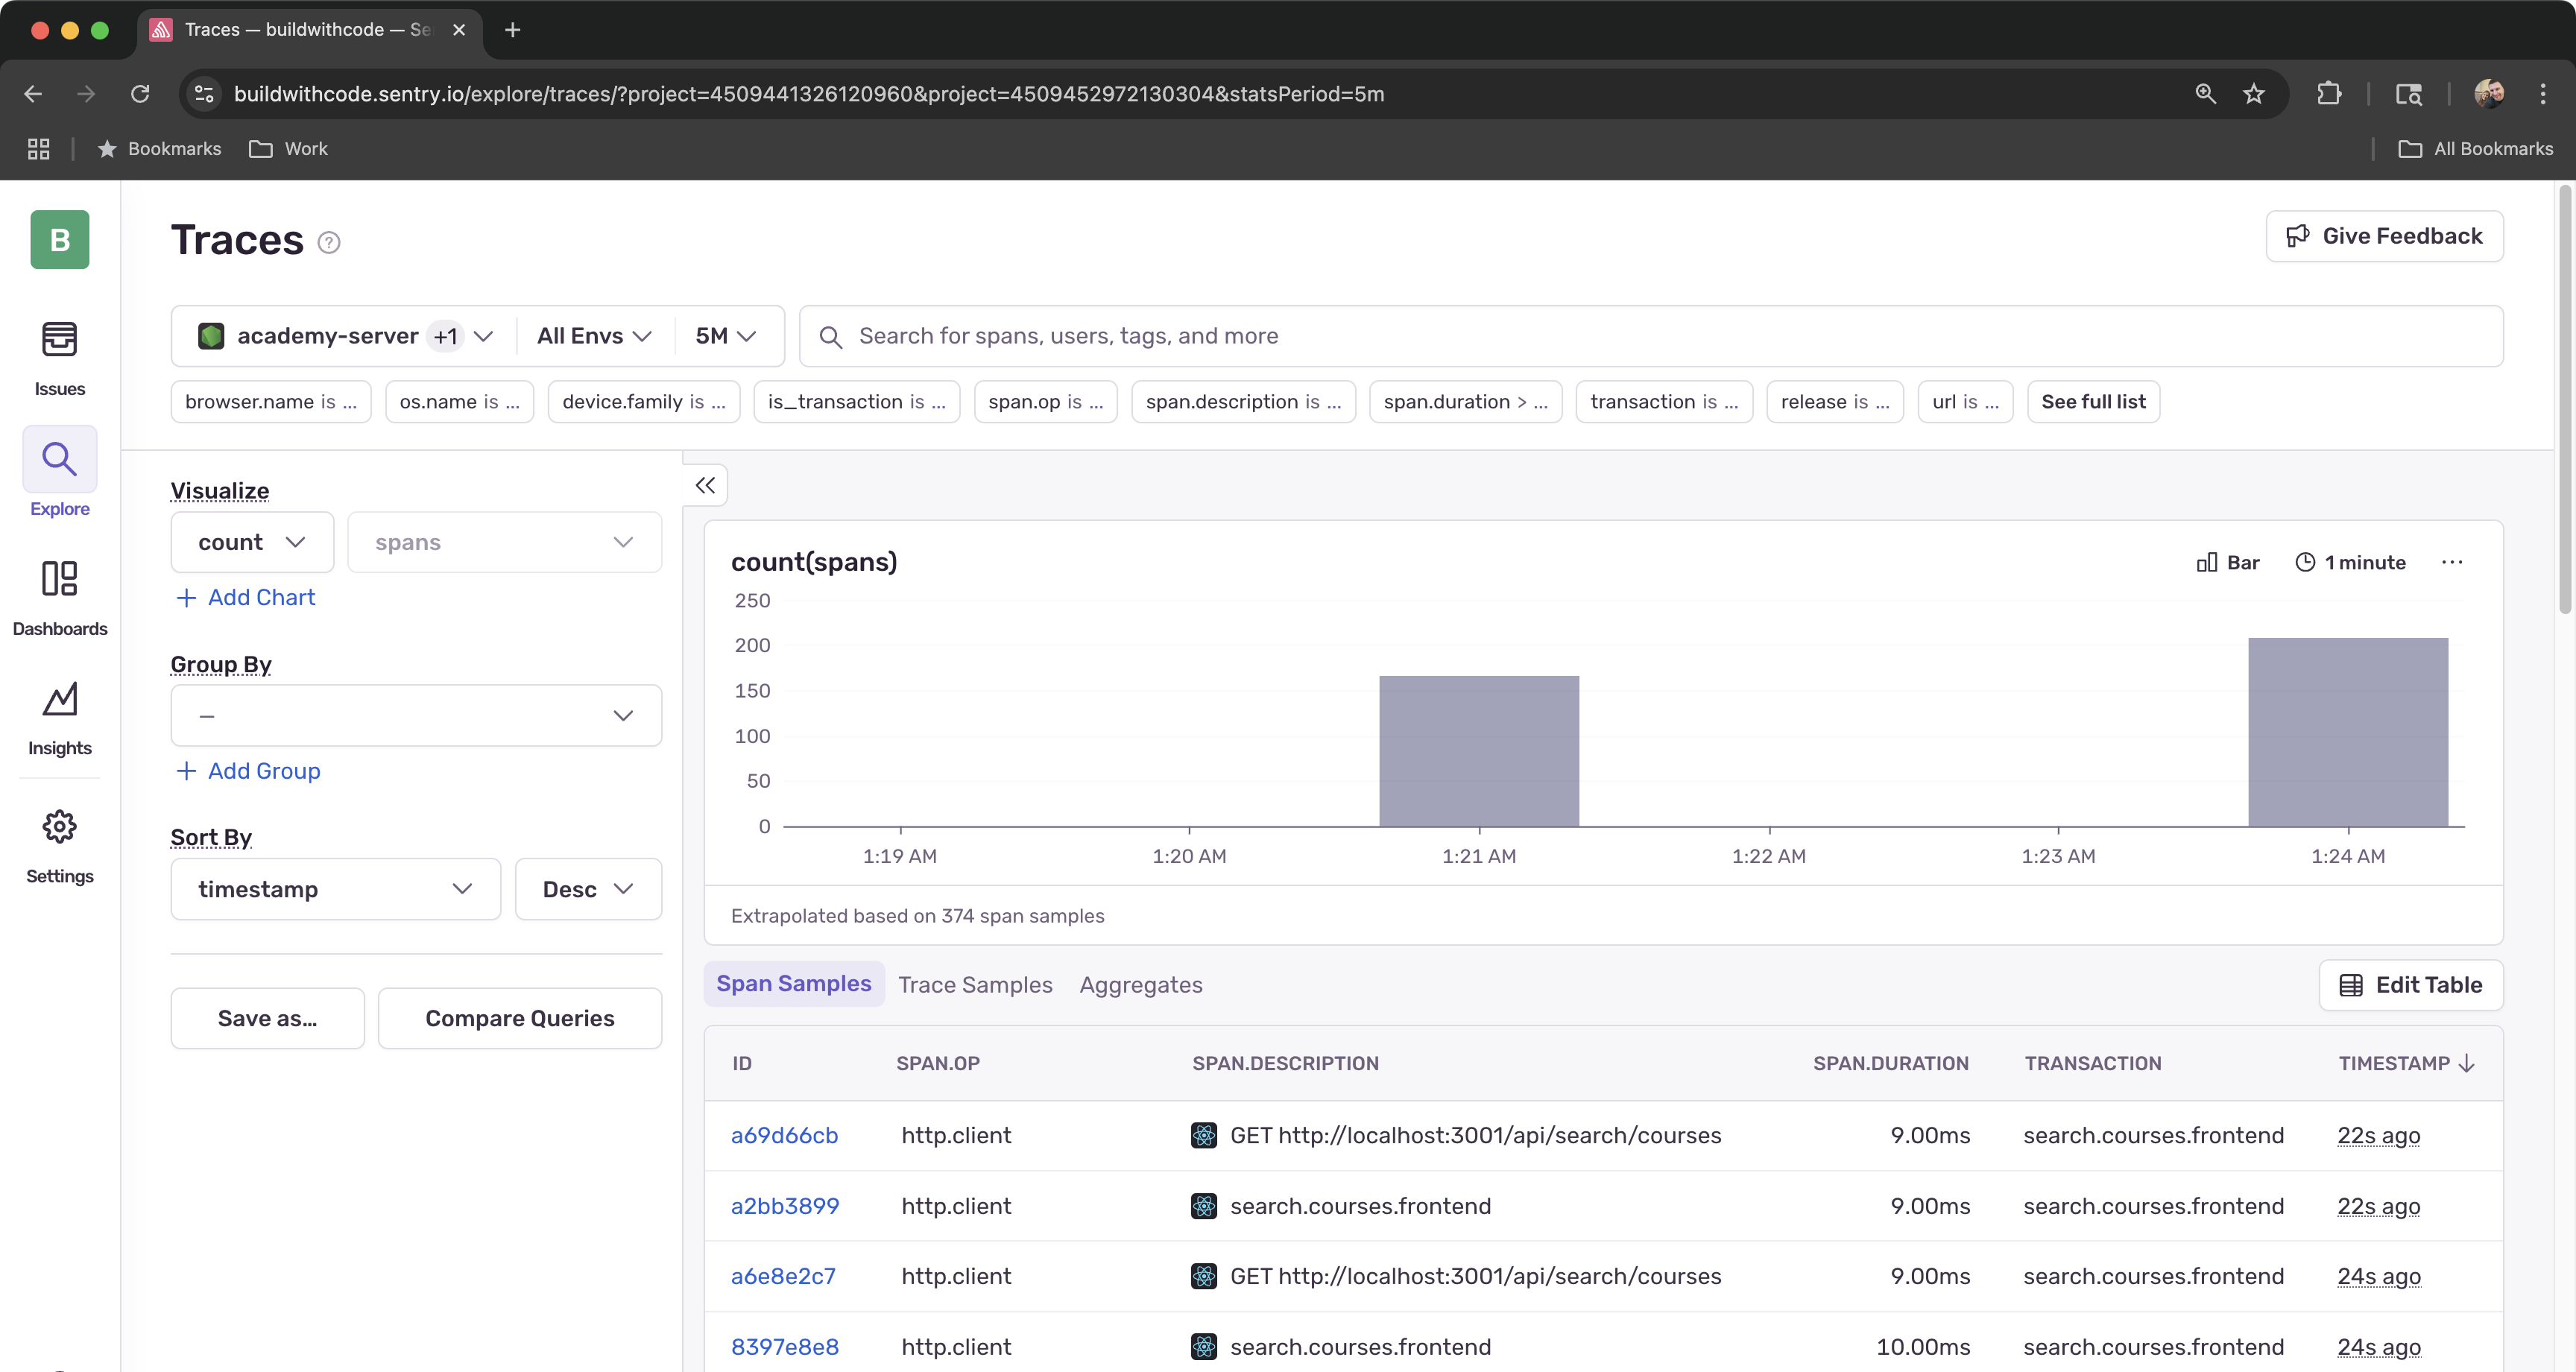 Traces — buildwithcode — Se
buildwithcode.sentry.io/explore/traces/?project=4509441326120960&project=4509452972130304&statsPeriod=5m
Bookmarks
Work
All Bookmarks
B
Issues
Explore
Dashboards
Insights
Settings
Traces ?
Give Feedback
academy-server +1
All Envs
5M
Search for spans, users, tags, and more
browser.name is ...
os.name is ...
device.family is ...
is_transaction is ...
span.op is ...
span.description is ...
span.duration > ...
transaction is ...
release is ...
url is ...
See full list
Visualize
count
spans
+ Add Chart
Group By
—
+ Add Group
Sort By
timestamp
Desc
Save as...
Compare Queries
count(spans)
Bar
1 minute
250
200
150
100
50
0
1:19 AM
1:20 AM
1:21 AM
1:22 AM
1:23 AM
1:24 AM
Extrapolated based on 374 span samples
Span Samples
Trace Samples
Aggregates
Edit Table
ID SPAN.OP SPAN.DESCRIPTION SPAN.DURATION TRANSACTION TIMESTAMP
a69d66cb http.client GET http://localhost:3001/api/search/courses 9.00ms search.courses.frontend 22s ago
a2bb3899 http.client search.courses.frontend 9.00ms search.courses.frontend 22s ago
a6e8e2c7 http.client GET http://localhost:3001/api/search/courses 9.00ms search.courses.frontend 24s ago
8397e8e8 http.client search.courses.frontend 10.00ms search.courses.frontend 24s ago